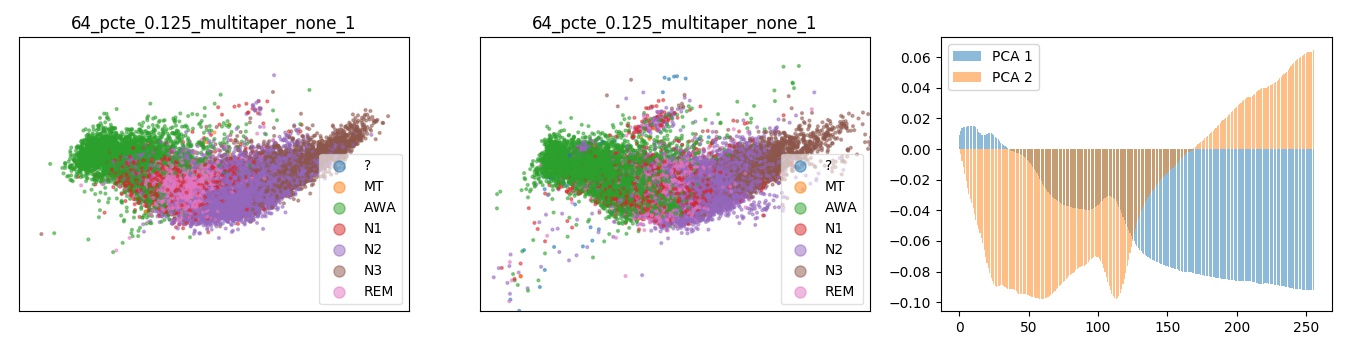 64_pcte_0.125_multitaper_none_1
?
MT
AWA
N1
N2
N3
REM
64_pcte_0.125_multitaper_none_1
?
MT
AWA
N1
N2
N3
REM
PCA 1
PCA 2
0.06
0.04
0.02
0.00
−0.02
−0.04
−0.06
−0.08
−0.10
0
50
100
150
200
250